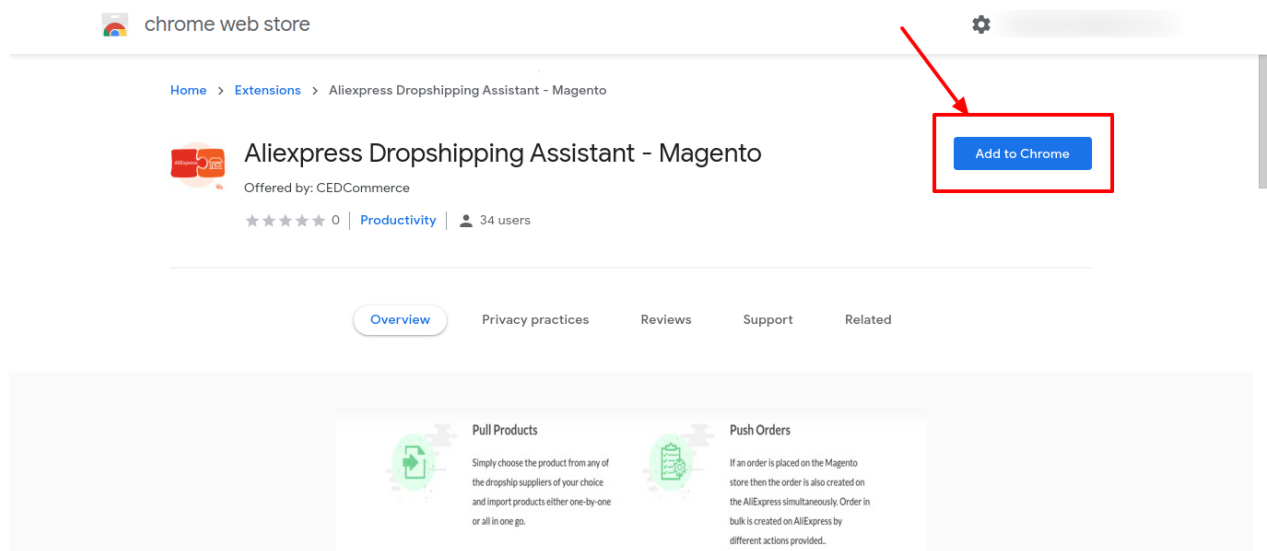 chrome web store
Home > Extensions > Aliexpress Dropshipping Assistant - Magento
Aliexpress Dropshipping Assistant - Magento
Add to Chrome
Offered by: CEDCommerce
0 | Productivity | 34 users
Overview Privacy practices Reviews Support Related
Pull Products
Simply choose the product from any of
the dropship suppliers of your choice
and import products either one-by-one
or all in one go.
Push Orders
If an order is placed on the Magento
store then the order is also created on
the AliExpress simultaneously. Order in
bulk is created on AliExpress by
different actions provided..